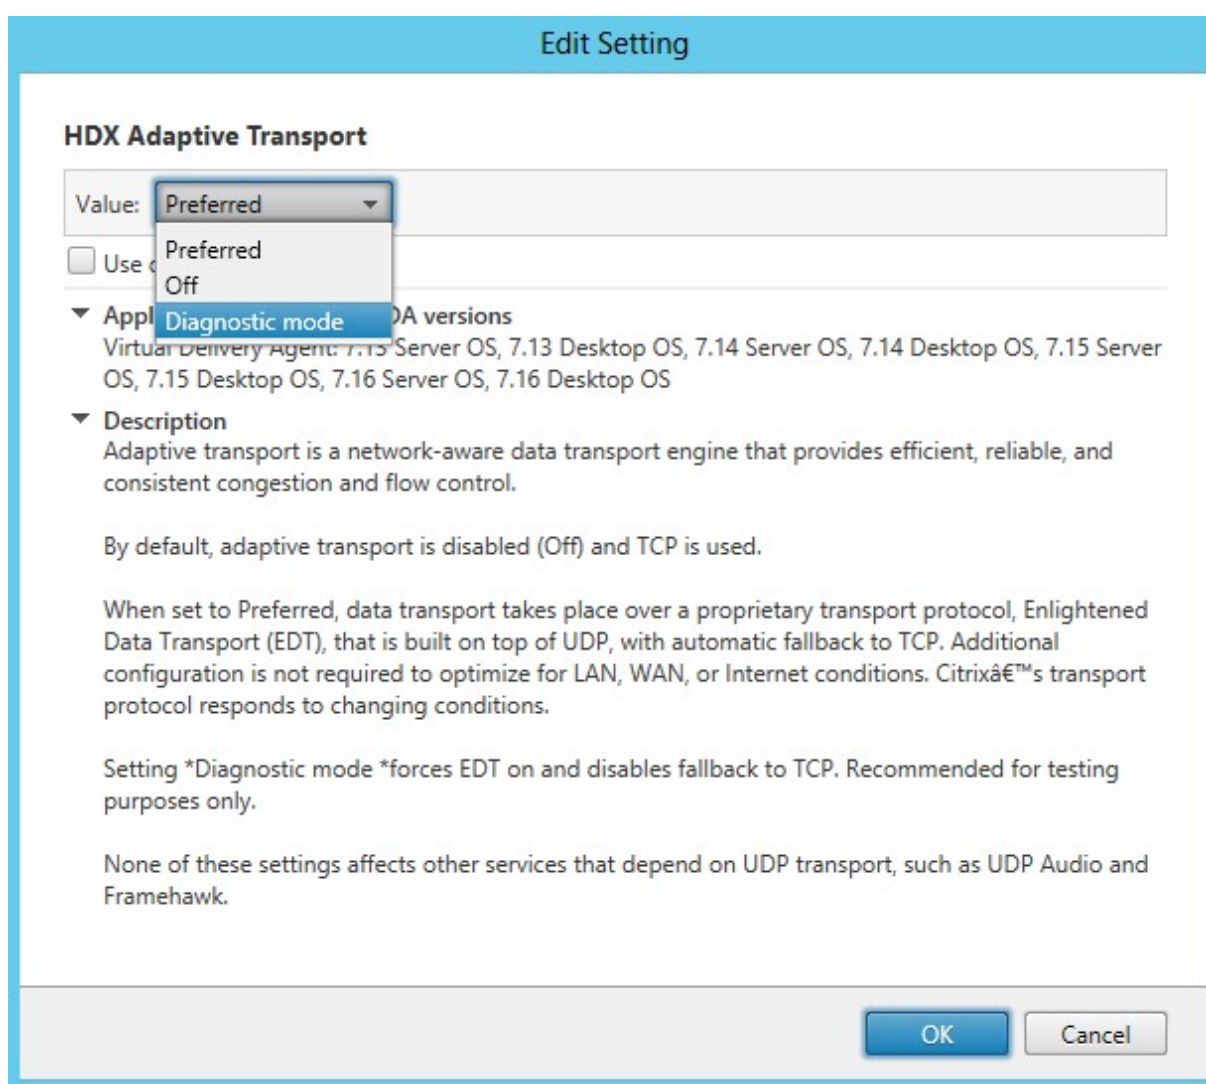 Edit Setting
HDX Adaptive Transport
Value: Preferred
Preferred
Use
Off
Diagnostic mode
versions
Virtual Delivery Agent: 7.13 Server OS, 7.13 Desktop OS, 7.14 Server OS, 7.14 Desktop OS, 7.15 Server
OS, 7.15 Desktop OS, 7.16 Server OS, 7.16 Desktop OS
Description
Adaptive transport is a network-aware data transport engine that provides efficient, reliable, and
consistent congestion and flow control.
By default, adaptive transport is disabled (Off) and TCP is used.
When set to Preferred, data transport takes place over a proprietary transport protocol, Enlightened
Data Transport (EDT), that is built on top of UDP, with automatic fallback to TCP. Additional
configuration is not required to optimize for LAN, WAN, or Internet conditions. Citrixâ€™s transport
protocol responds to changing conditions.
Setting *Diagnostic mode *forces EDT on and disables fallback to TCP. Recommended for testing
purposes only.
None of these settings affects other services that depend on UDP transport, such as UDP Audio and
Framehawk.
OK Cancel